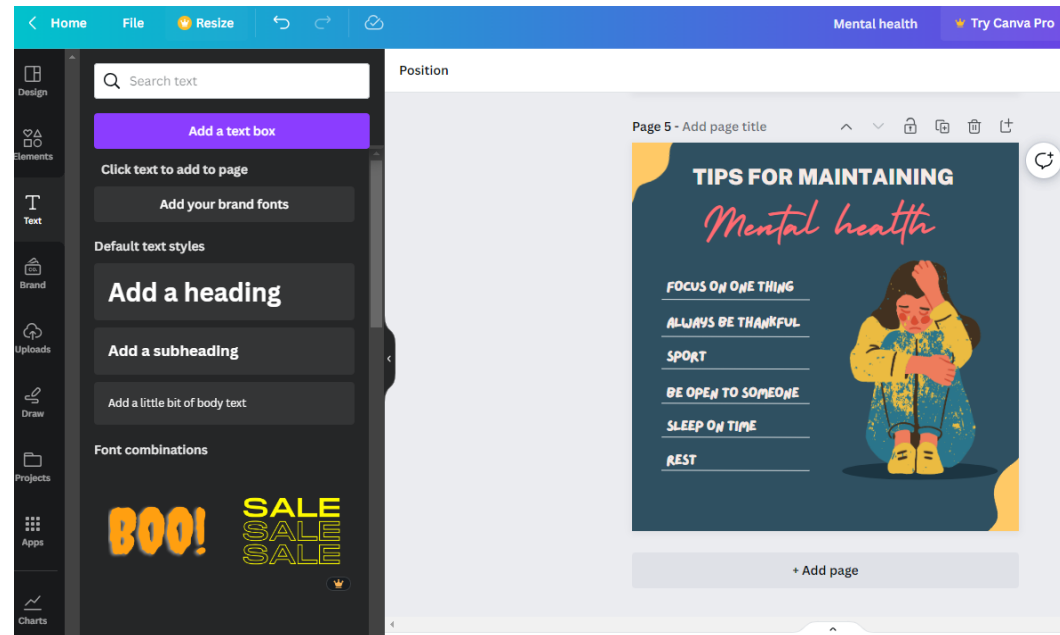 Home File Resize Mental health Try Canva Pro
Design
Elements
Text
Brand
CO.
Uploads
Draw
Projects
Apps
Charts
Search text
Add a text box
Click text to add to page
Add your brand fonts
Default text styles
Add a heading
Add a subheading
Add a little bit of body text
Font combinations
BOO!
SALE
SALE
SALE
Position
Page 5 - Add page title
TIPS FOR MAINTAINING
Mental health
FOCUS ON ONE THING
ALWAYS BE THANKFUL
SPORT
BE OPEN TO SOMEONE
SLEEP ON TIME
REST
+ Add page